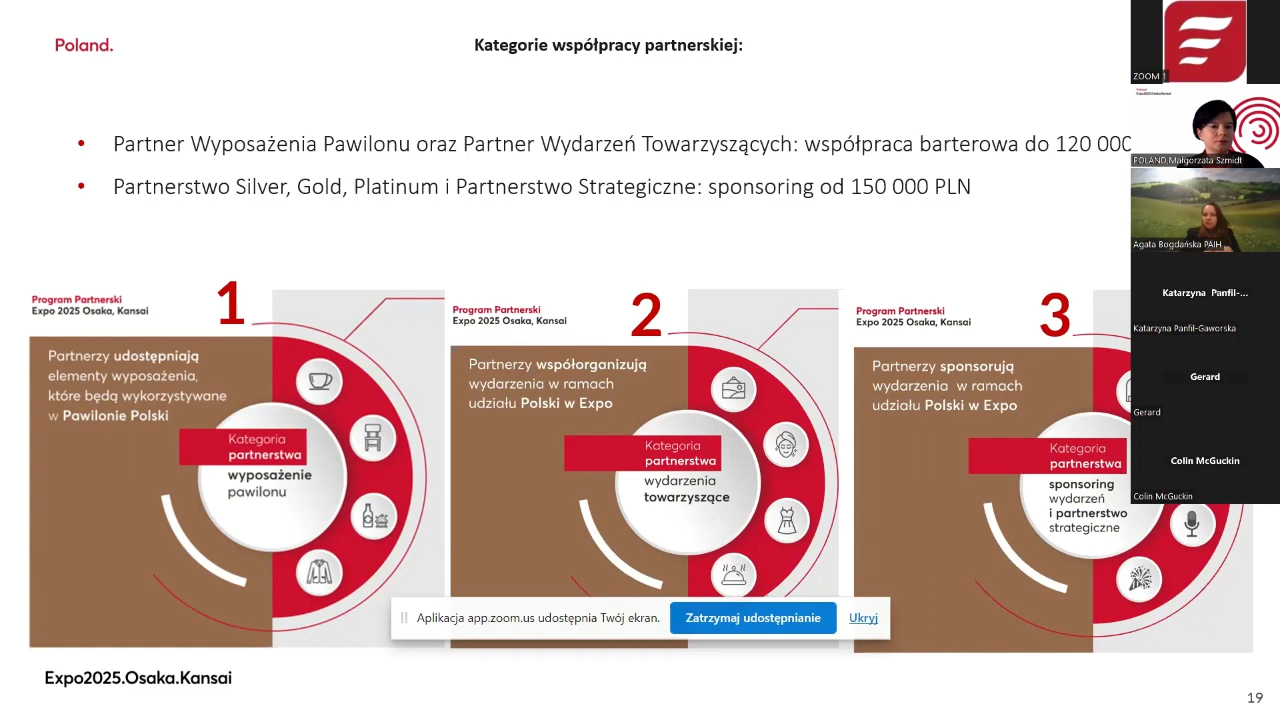 Poland.
Kategorie współpracy partnerskiej:
• Partner Wyposażenia Pawilonu oraz Partner Wydarzeń Towarzyszących: współpraca barterowa do 120 000
• Partnerstwo Silver, Gold, Platinum i Partnerstwo Strategiczne: sponsoring od 150 000 PLN
Program Partnerski
Expo 2025 Osaka, Kansai
1
Partnerzy udostępniają
elementy wyposażenia,
które będą wykorzystywane
w Pawilonie Polski
Kategoria
partnerstwa
wyposażenie
pawilonu
Program Partnerski
Expo 2025 Osaka, Kansai
2
Partnerzy współorganizują
wydarzenia w ramach
udziału Polski w Expo
Kategoria
partnerstwa
wydarzenia
towarzyszące
Program Partnerski
Expo 2025 Osaka, Kansai
3
Partnerzy sponsorują
wydarzenia w ramach
udziału Polski w Expo
Kategoria
partnerstwa
sponsoring
wydarzeń
i partnerstwo
strategiczne
Aplikacja app.zoom.us udostępnia Twój ekran.
Zatrzymaj udostępnianie
Ukryj
Expo2025.Osaka.Kansai
19
ZOOM 1
POLAND.Małgorzata Szmidt
Agata Bogdańska PAIH
Katarzyna Panfil-...
Katarzyna Panfil-Gaworska
Gerard
Gerard
Colin McGuckin
Colin McGuckin